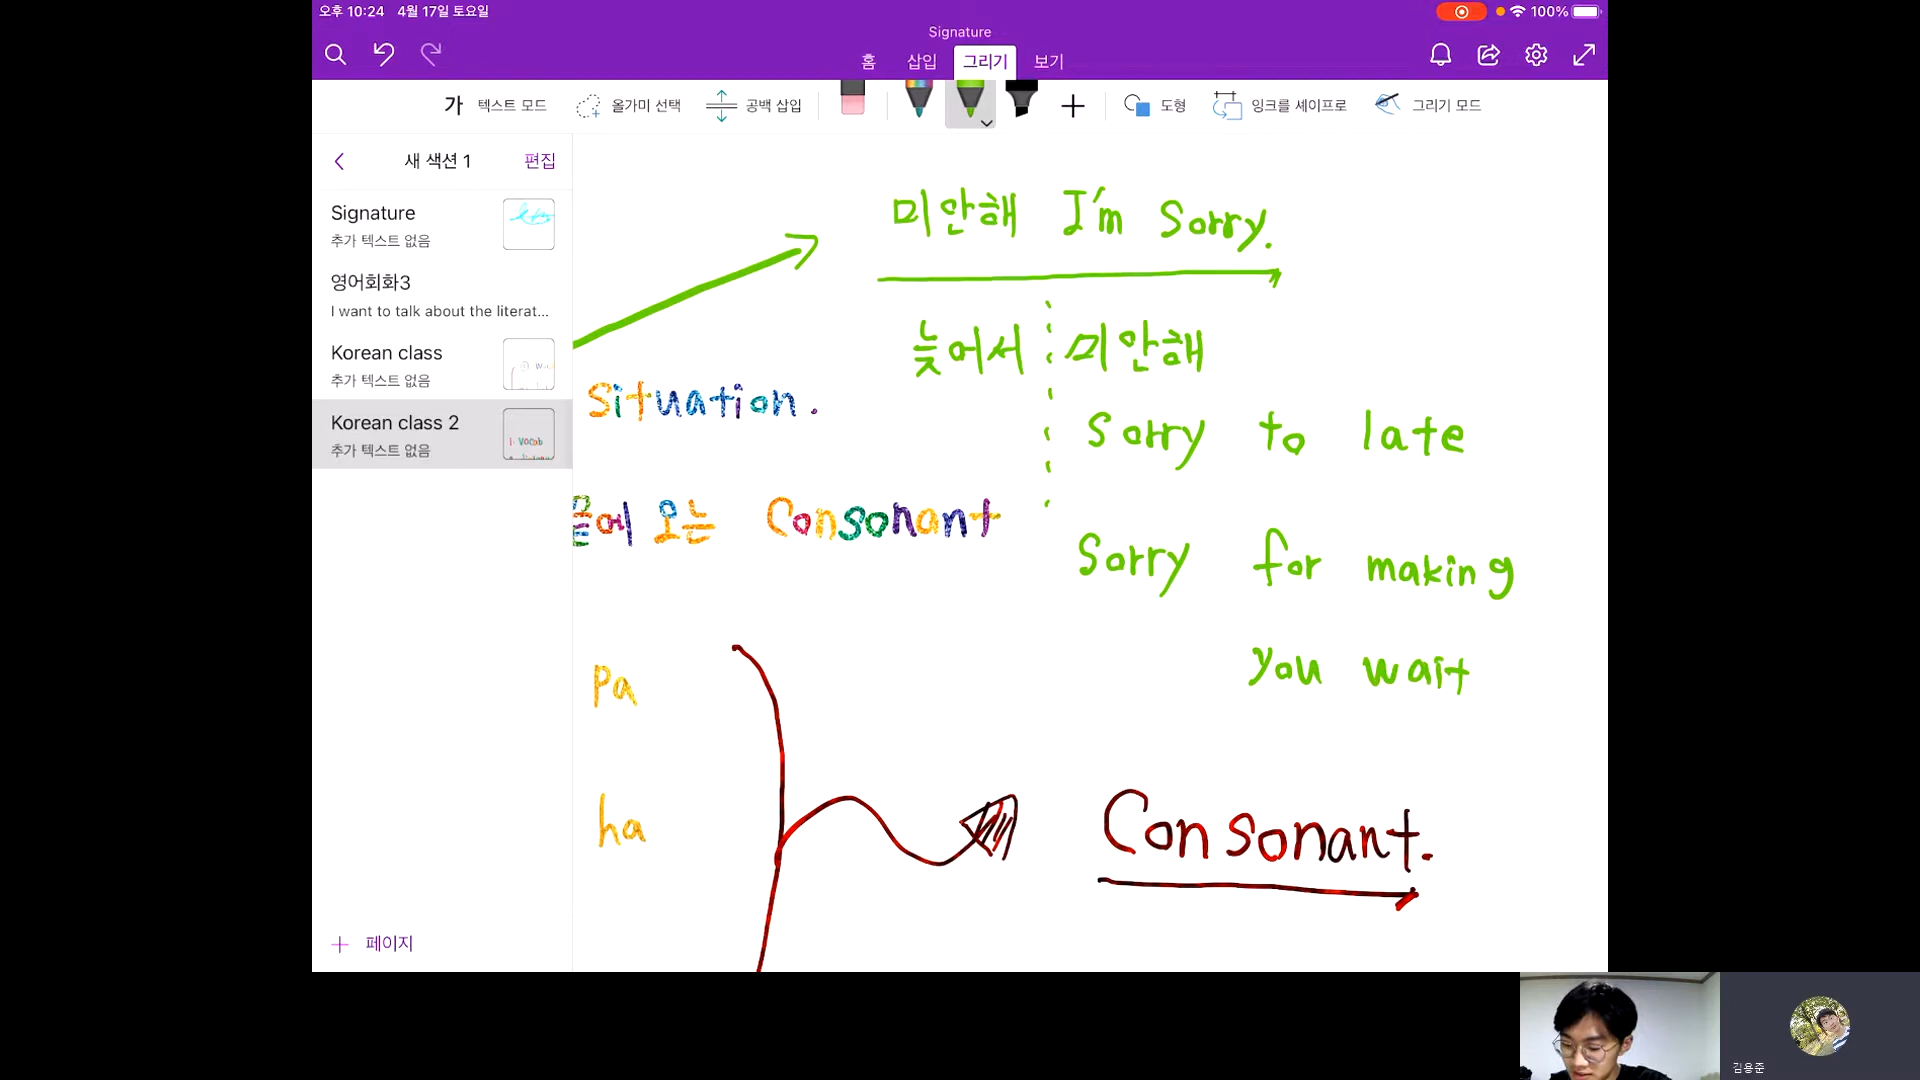 오후 10:24 4월 17일 토요일
100%
Signature
홈 삽입 그리기 보기
가 텍스트 모드 올가미 선택 공백 삽입 도형 잉크를 셰이프로 그리기 모드
새 섹션 1 편집
Signature
추가 텍스트 없음
영어회화3
I want to talk about the literat...
Korean class
추가 텍스트 없음
Korean class 2
추가 텍스트 없음
페이지
미안해 I'm Sorry.
늦어서 미안해
Situation.
Sorry to late
끝에 오는 Consonant
Sorry for making
you wait
pa
ha
Consonant.
김용준